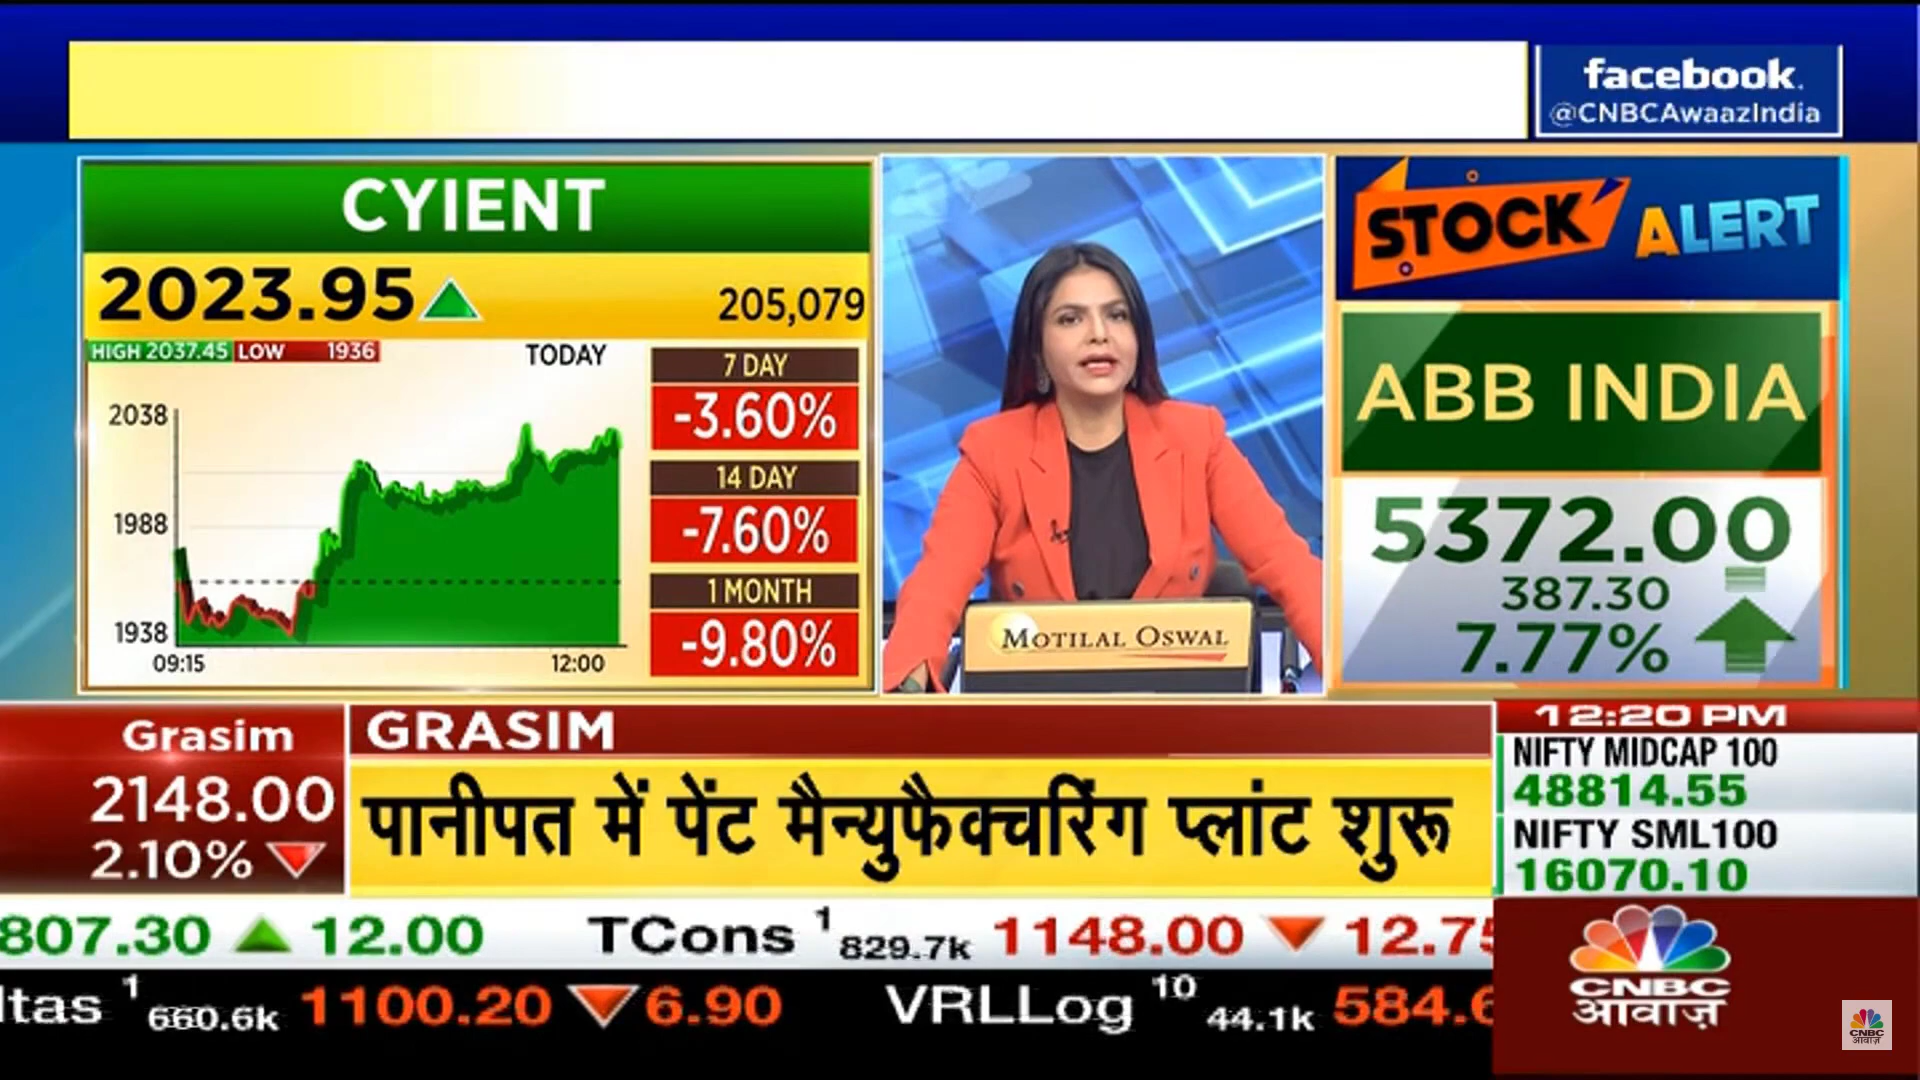 facebook.
@CNBCAwaazIndia
CYIENT
2023.95
205,079
HIGH 2037.45 LOW 1936
TODAY
2038
1988
1938
09:15
12:00
7 DAY
-3.60%
14 DAY
-7.60%
1 MONTH
-9.80%
MOTILAL OSWAL
STOCK ALERT
ABB INDIA
5372.00
387.30
7.77%
Grasim
2148.00
2.10%
GRASIM
पानीपत में पेंट मैन्युफैक्चरिंग प्लांट शुरू
12:20 PM
NIFTY MIDCAP 100
48814.55
NIFTY SML100
16070.10
807.30 12.00 TCons 1 829.7k 1148.00 12.75
ltas 1 660.6k 1100.20 6.90 VRLLog 10 44.1k 584.6
CNBC
आवाज़
CNBC
आवाज़